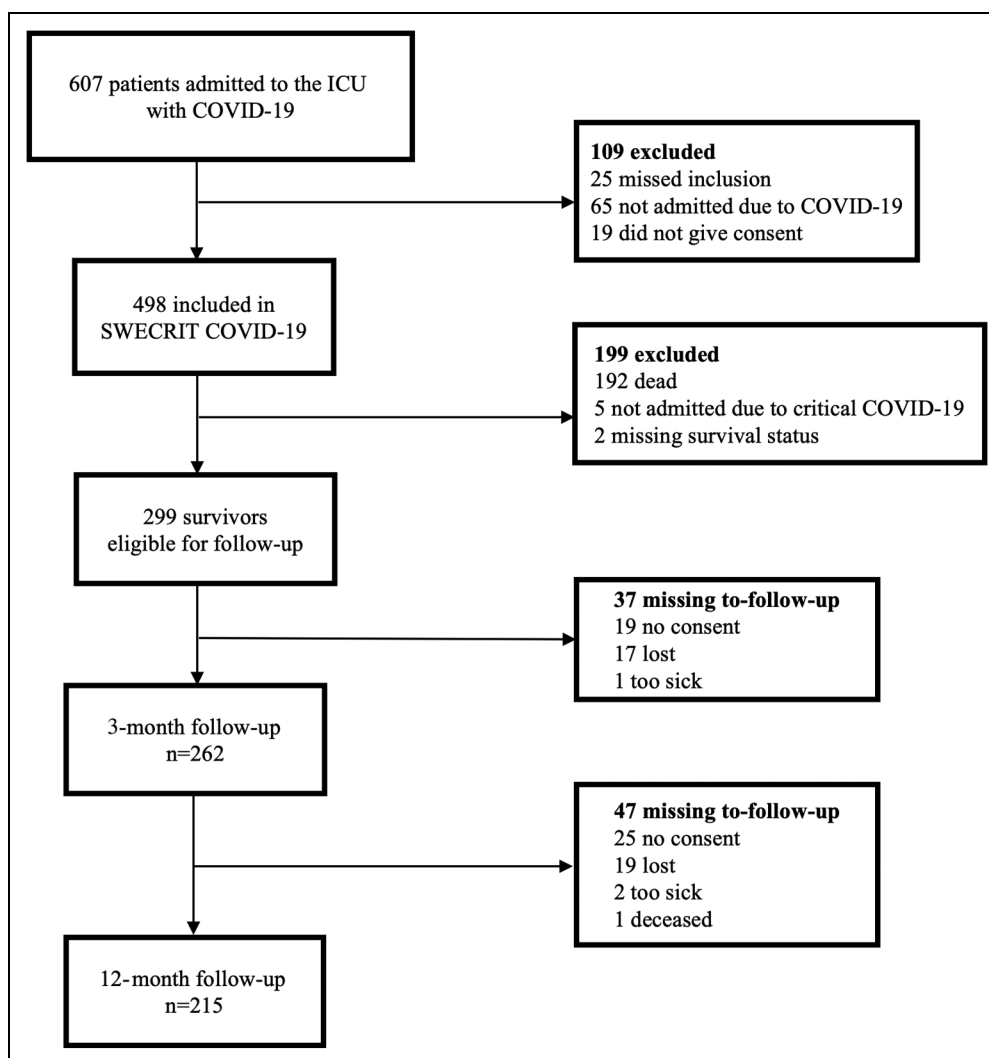 607 patients admitted to the ICU
with COVID-19
109 excluded
25 missed inclusion
65 not admitted due to COVID-19
19 did not give consent
498 included in
SWECRIT COVID-19
199 excluded
192 dead
5 not admitted due to critical COVID-19
2 missing survival status
299 survivors
eligible for follow-up
37 missing to-follow-up
19 no consent
17 lost
1 too sick
3-month follow-up
n=262
47 missing to-follow-up
25 no consent
19 lost
2 too sick
1 deceased
12-month follow-up
n=215